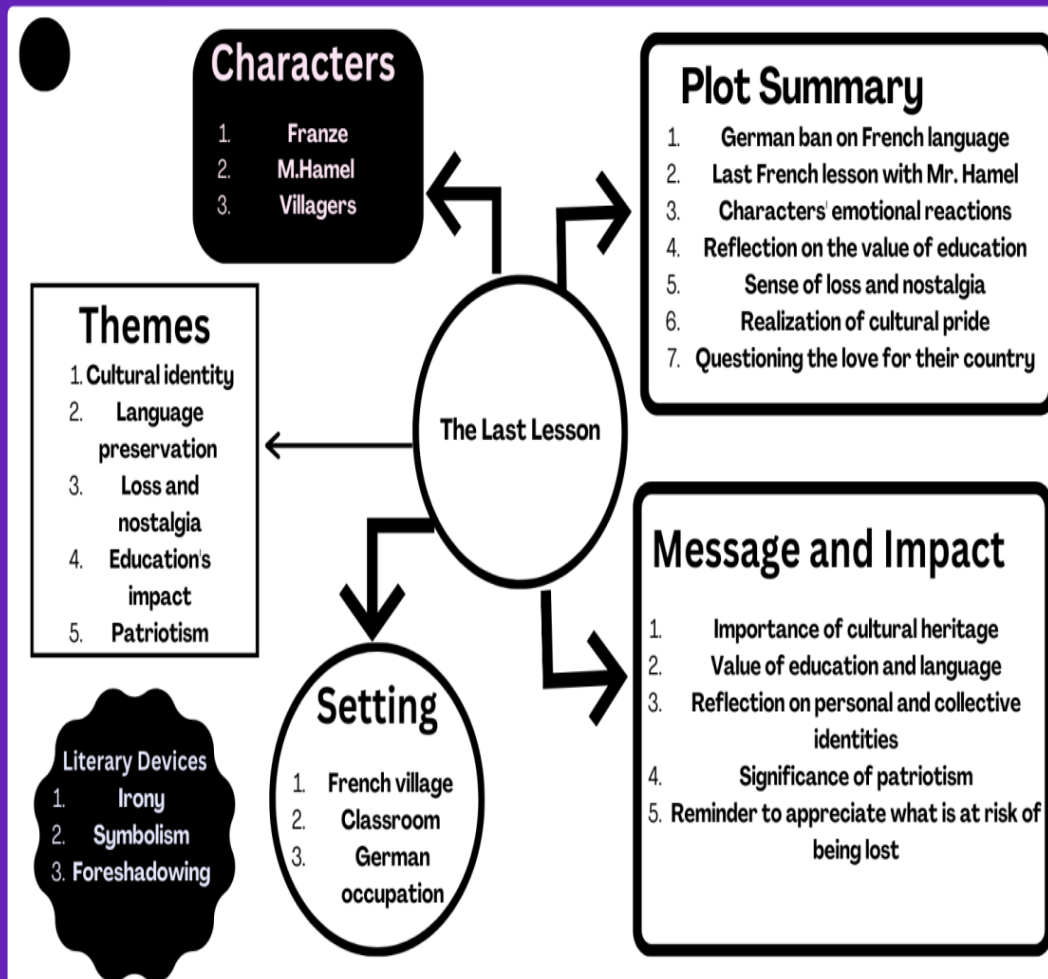 Characters
1. Franze
2. M.Hamel
3. Villagers
Plot Summary
1. German ban on French language
2. Last French lesson with Mr. Hamel
3. Characters' emotional reactions
4. Reflection on the value of education
5. Sense of loss and nostalgia
6. Realization of cultural pride
7. Questioning the love for their country
Themes
1. Cultural identity
2. Language
preservation
3. Loss and
nostalgia
4. Education's
impact
5. Patriotism
The Last Lesson
Message and Impact
1. Importance of cultural heritage
2. Value of education and language
3. Reflection on personal and collective
identities
4. Significance of patriotism
5. Reminder to appreciate what is at risk of
being lost
Setting
1. French village
2. Classroom
3. German
occupation
Literary Devices
1. Irony
2. Symbolism
3. Foreshadowing